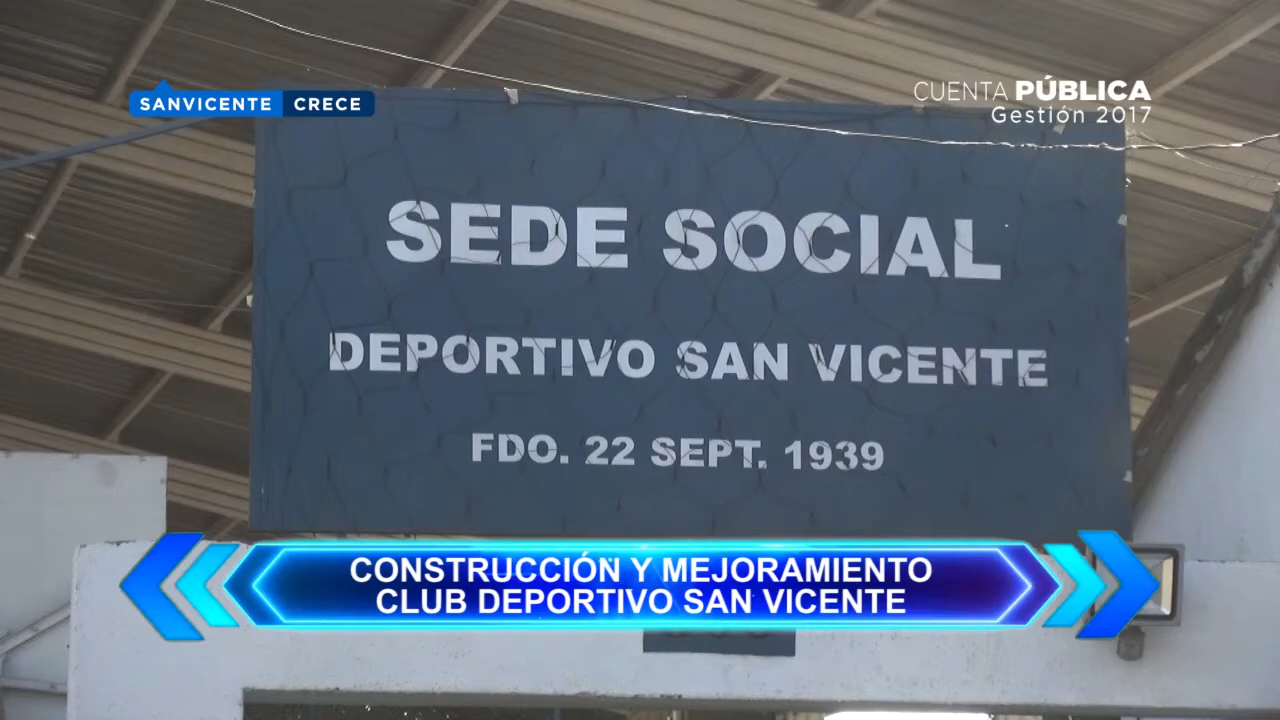 SANVICENTE CRECE
CUENTA PÚBLICA
Gestión 2017
SEDE SOCIAL
DEPORTIVO SAN VICENTE
FDO. 22 SEPT. 1939
CONSTRUCCIÓN Y MEJORAMIENTO
CLUB DEPORTIVO SAN VICENTE